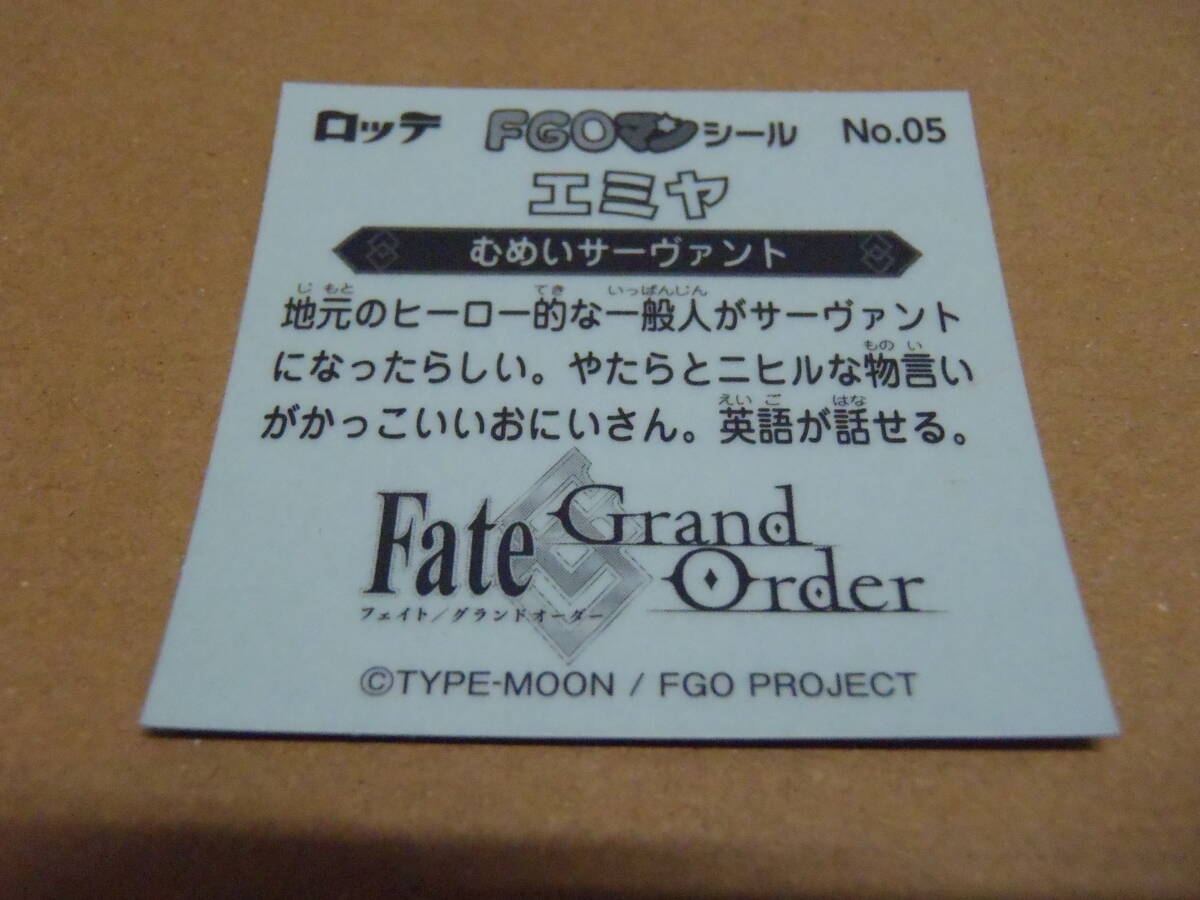 ロッテ FGOマンシール No.05
エミヤ
むめいサーヴァント
じもと てき いっぱんじん
地元のヒーロー的な一般人がサーヴァント
ものい
になったらしい。やたらとニヒルな物言い
えいご はな
がかっこいいおにいさん。英語が話せる。
Fate Grand
Order
フェイト/グランドオーダー
©TYPE-MOON / FGO PROJECT